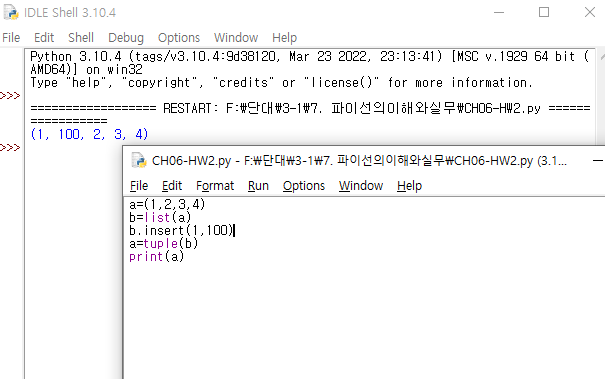 IDLE Shell 3.10.4
File Edit Shell Debug Options Window Help
Python 3.10.4 (tags/v3.10.4:9d38120, Mar 23 2022, 23:13:41) [MSC v.1929 64 bit (
AMD64)] on win32
Type "help", "copyright", "credits" or "license()" for more information.
>>>
================== RESTART: F:₩단대₩3-1₩7. 파이선의이해와실무₩CH06-HW2.py ======
===========
(1, 100, 2, 3, 4)
>>>
CH06-HW2.py - F:₩단대₩3-1₩7. 파이선의이해와실무₩CH06-HW2.py (3.1...
File Edit Format Run Options Window Help
a=(1,2,3,4)
b=list(a)
b.insert(1,100)
a=tuple(b)
print(a)